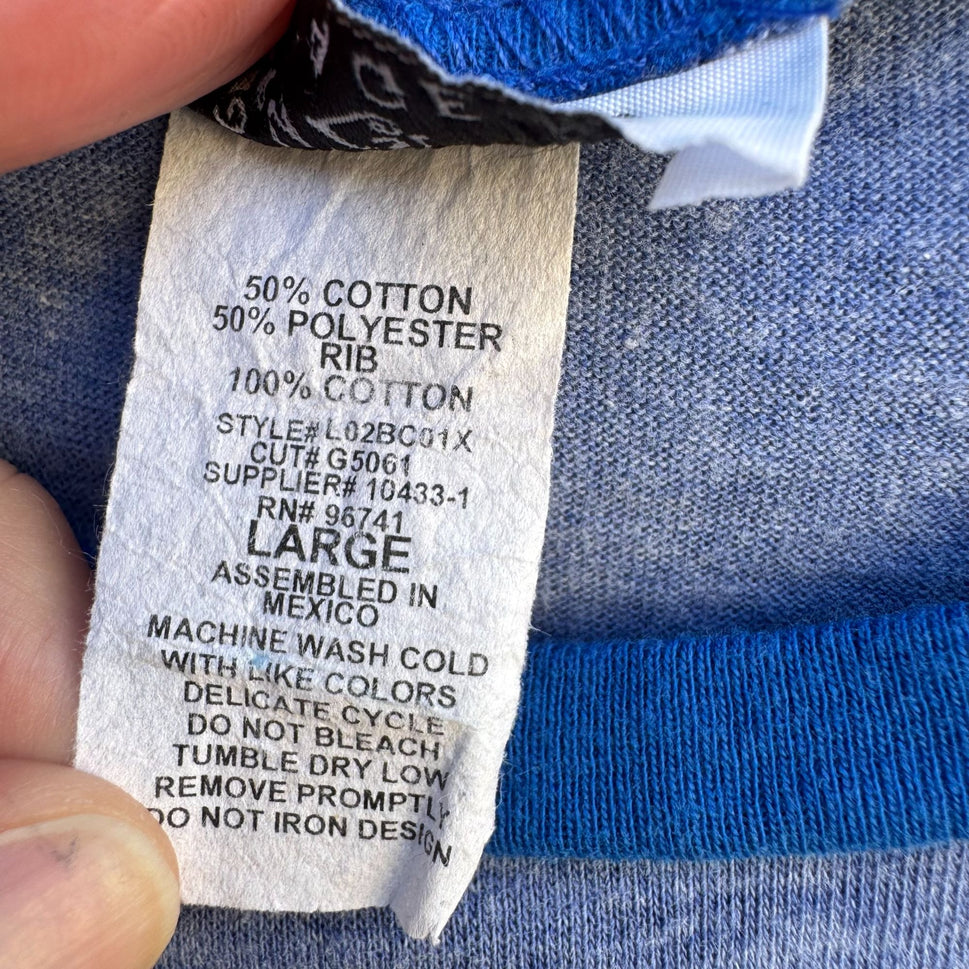 50% COTTON
50% POLYESTER
RIB
100% COTTON
STYLE# L02BC01X
CUT# G5061
SUPPLIER# 10433-1
RN# 96741
LARGE
ASSEMBLED IN
MEXICO
MACHINE WASH COLD
WITH LIKE COLORS
DELICATE CYCLE
DO NOT BLEACH
TUMBLE DRY LOW
REMOVE PROMPTLY
DO NOT IRON DESIGN